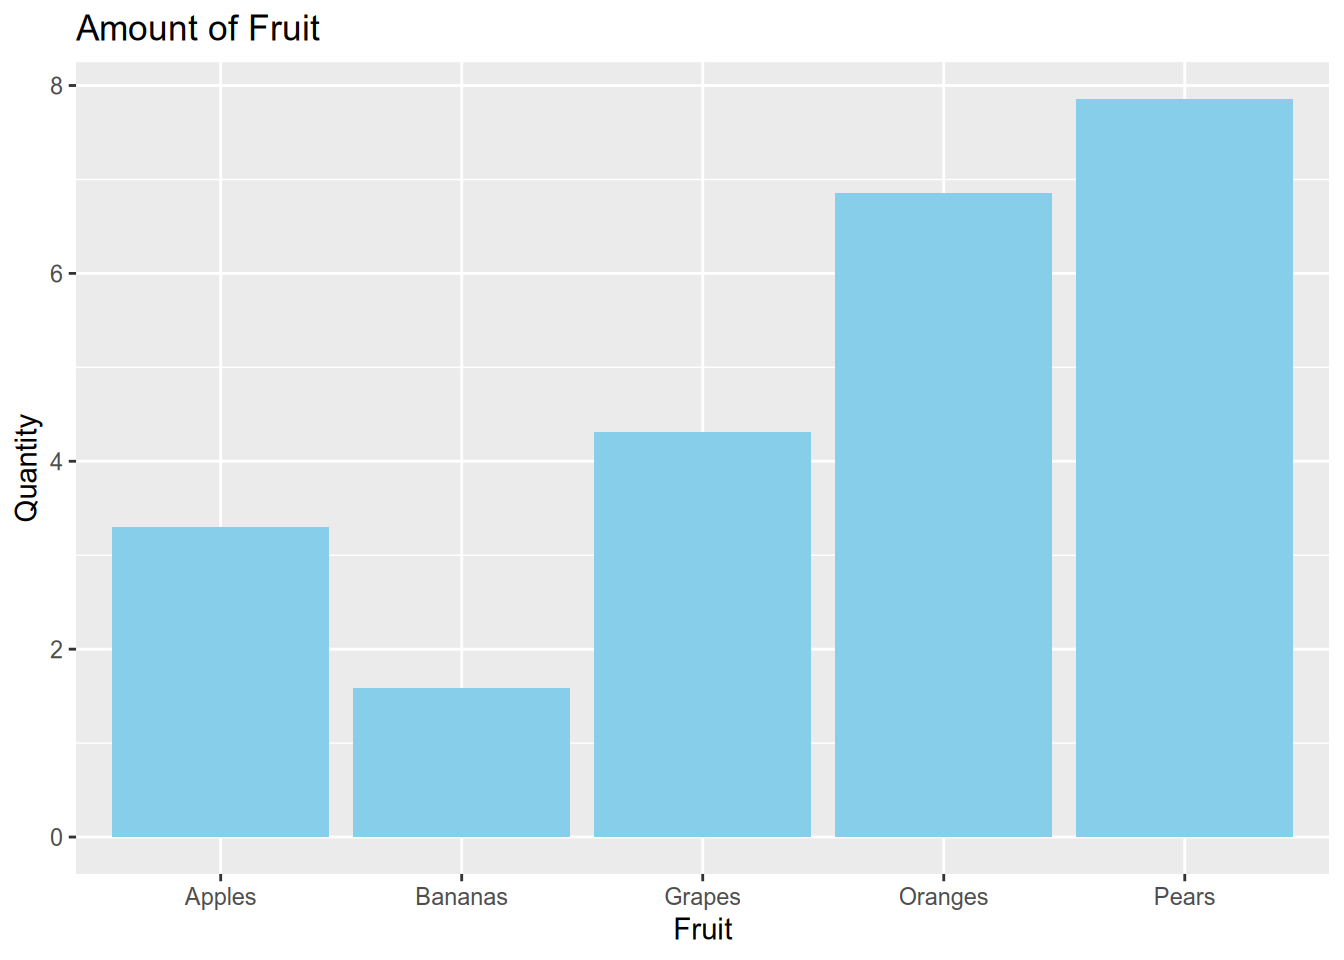 Amount of Fruit
8
6
4
2
0
Quantity
Apples
Bananas
Grapes
Oranges
Pears
Fruit